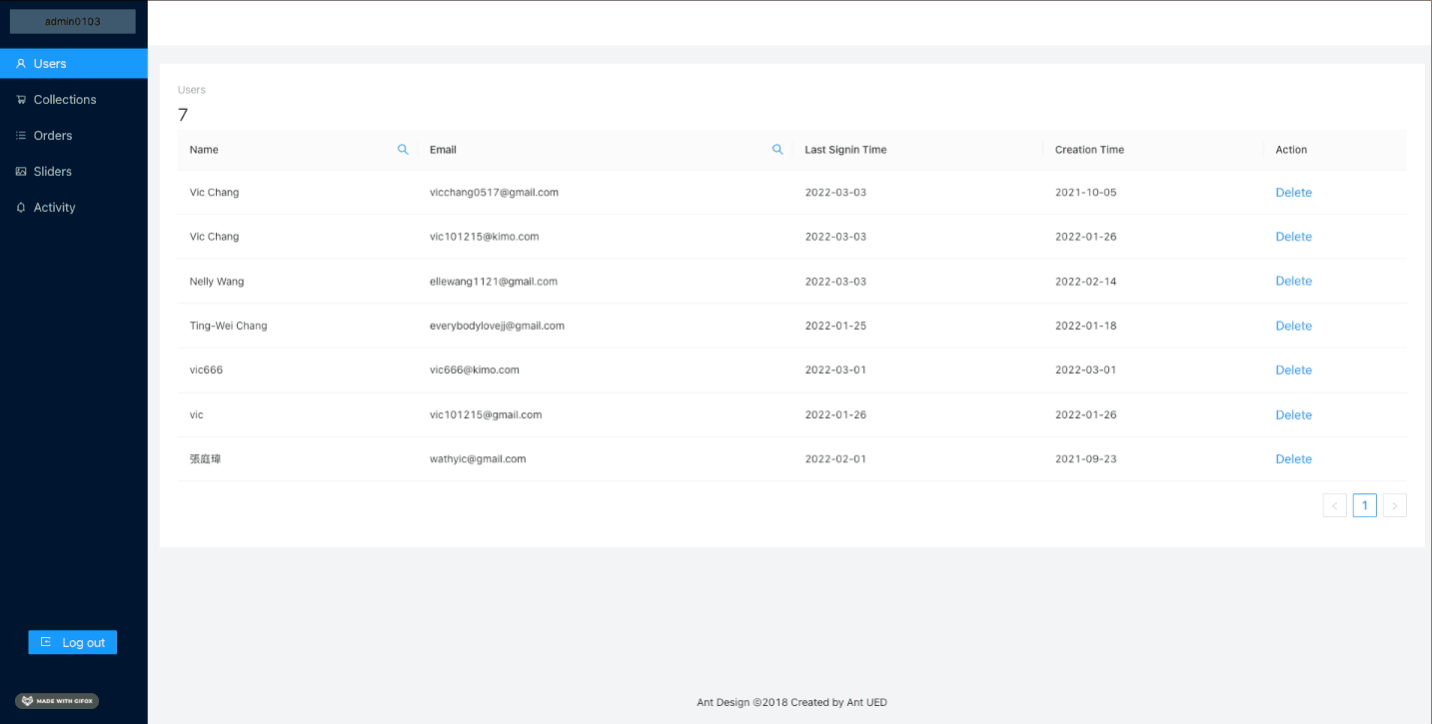 admin0103
Users
Collections
Orders
Sliders
Activity
Log out
MADE WITH GIFOX
Users
7
Name Email Last Signin Time Creation Time Action
Vic Chang vicchang0517@gmail.com 2022-03-03 2021-10-05 Delete
Vic Chang vic101215@kimo.com 2022-03-03 2022-01-26 Delete
Nelly Wang ellewang1121@gmail.com 2022-03-03 2022-02-14 Delete
Ting-Wei Chang everybodylovejj@gmail.com 2022-01-25 2022-01-18 Delete
vic666 vic666@kimo.com 2022-03-01 2022-03-01 Delete
vic vic101215@gmail.com 2022-01-26 2022-01-26 Delete
張庭瑋 wathyic@gmail.com 2022-02-01 2021-09-23 Delete
< 1 >
Ant Design ©2018 Created by Ant UED